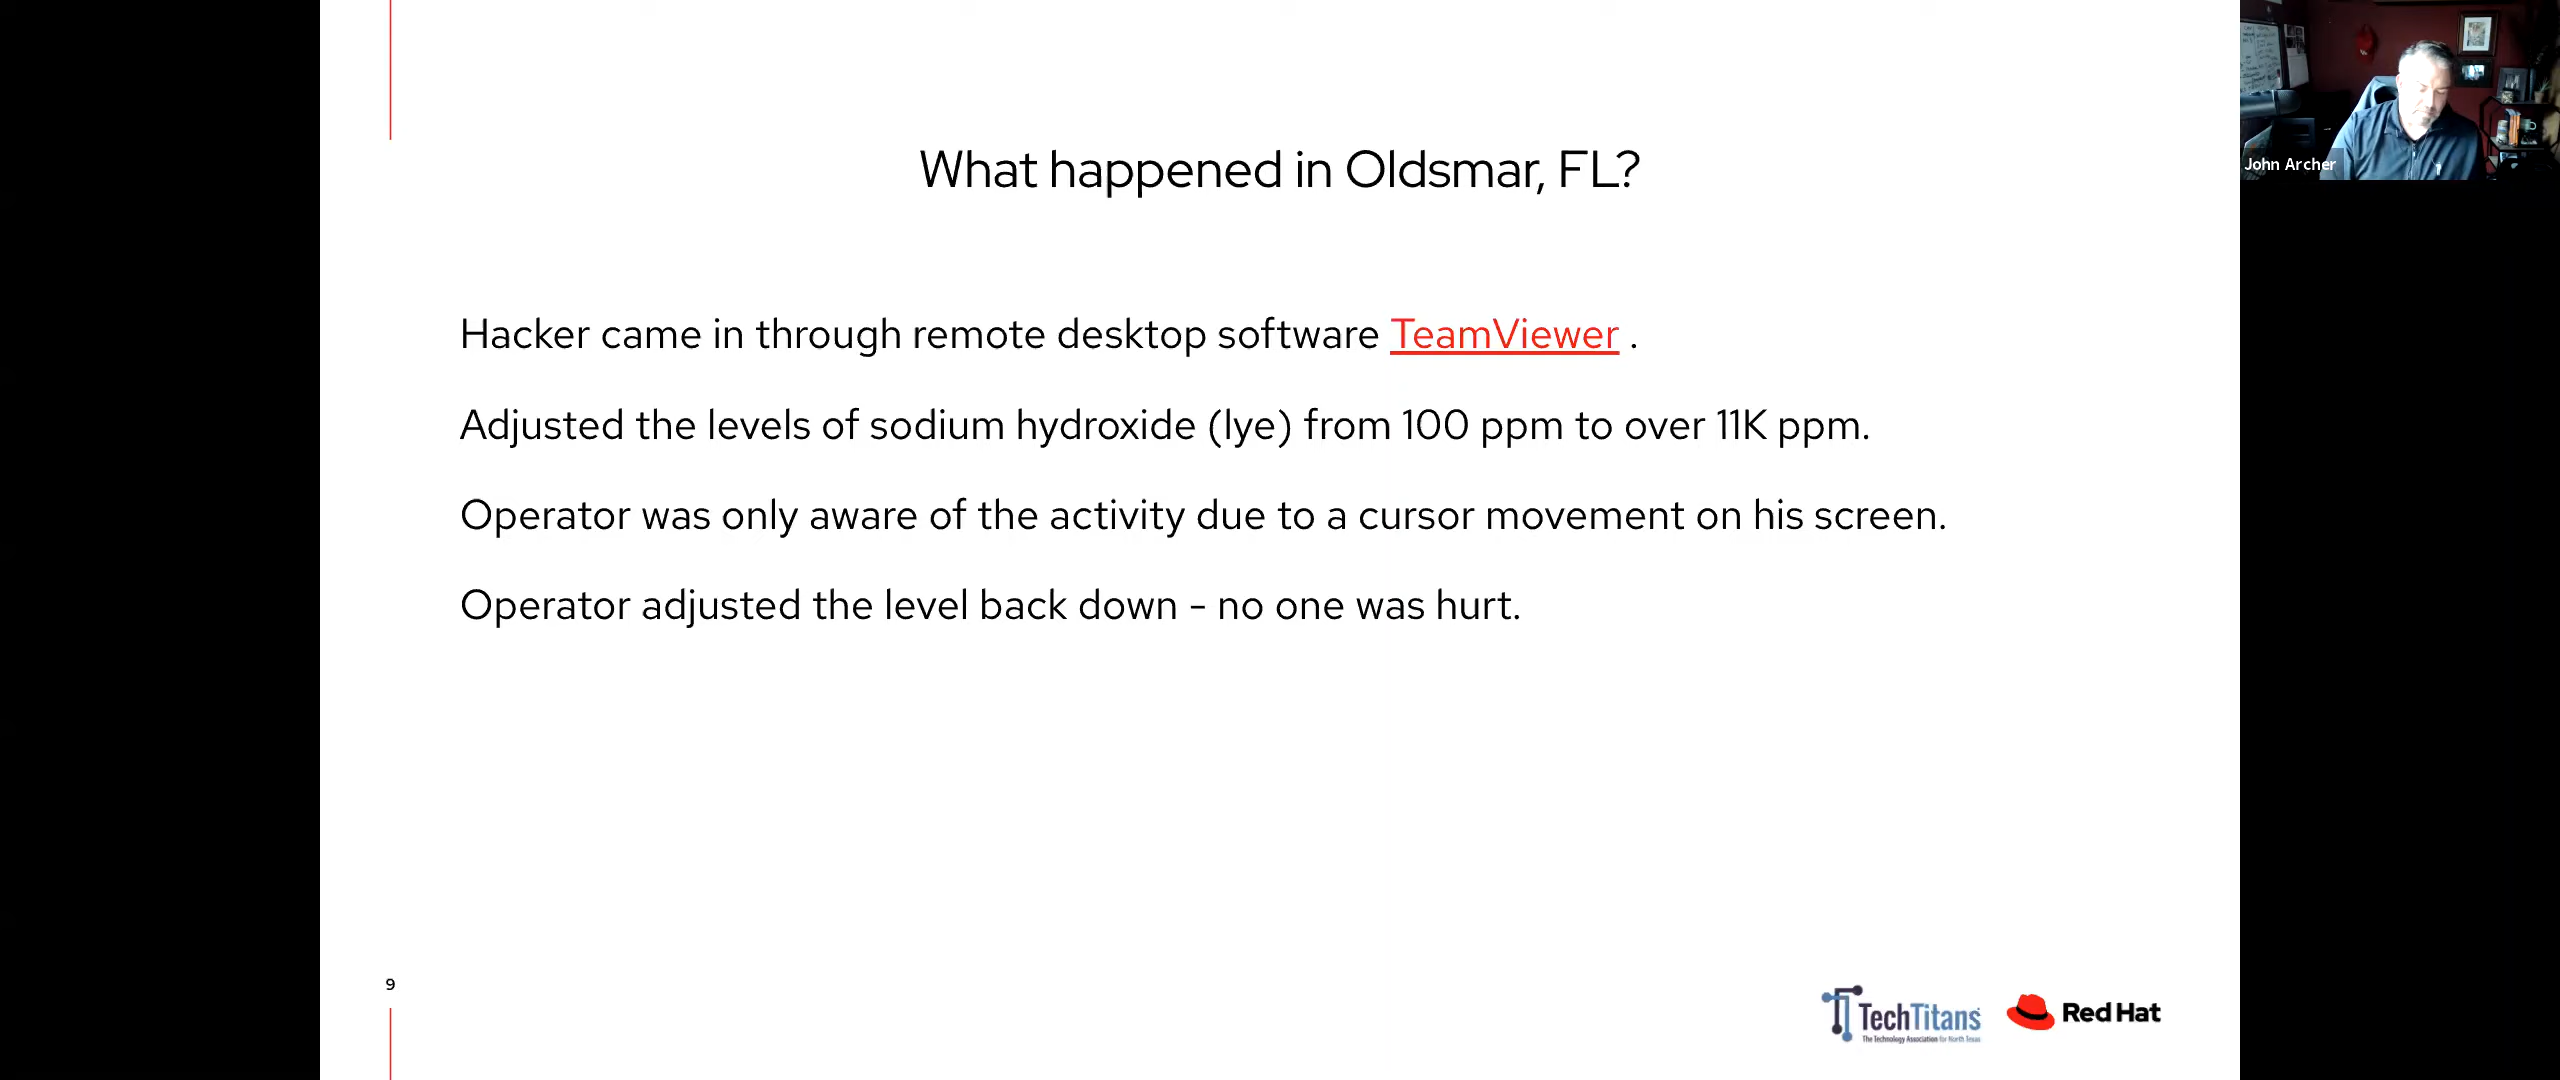 What happened in Oldsmar, FL?
Hacker came in through remote desktop software TeamViewer .
Adjusted the levels of sodium hydroxide (lye) from 100 ppm to over 11K ppm.
Operator was only aware of the activity due to a cursor movement on his screen.
Operator adjusted the level back down - no one was hurt.
9
TechTitans
The Technology Association for North Texas
Red Hat
John Archer